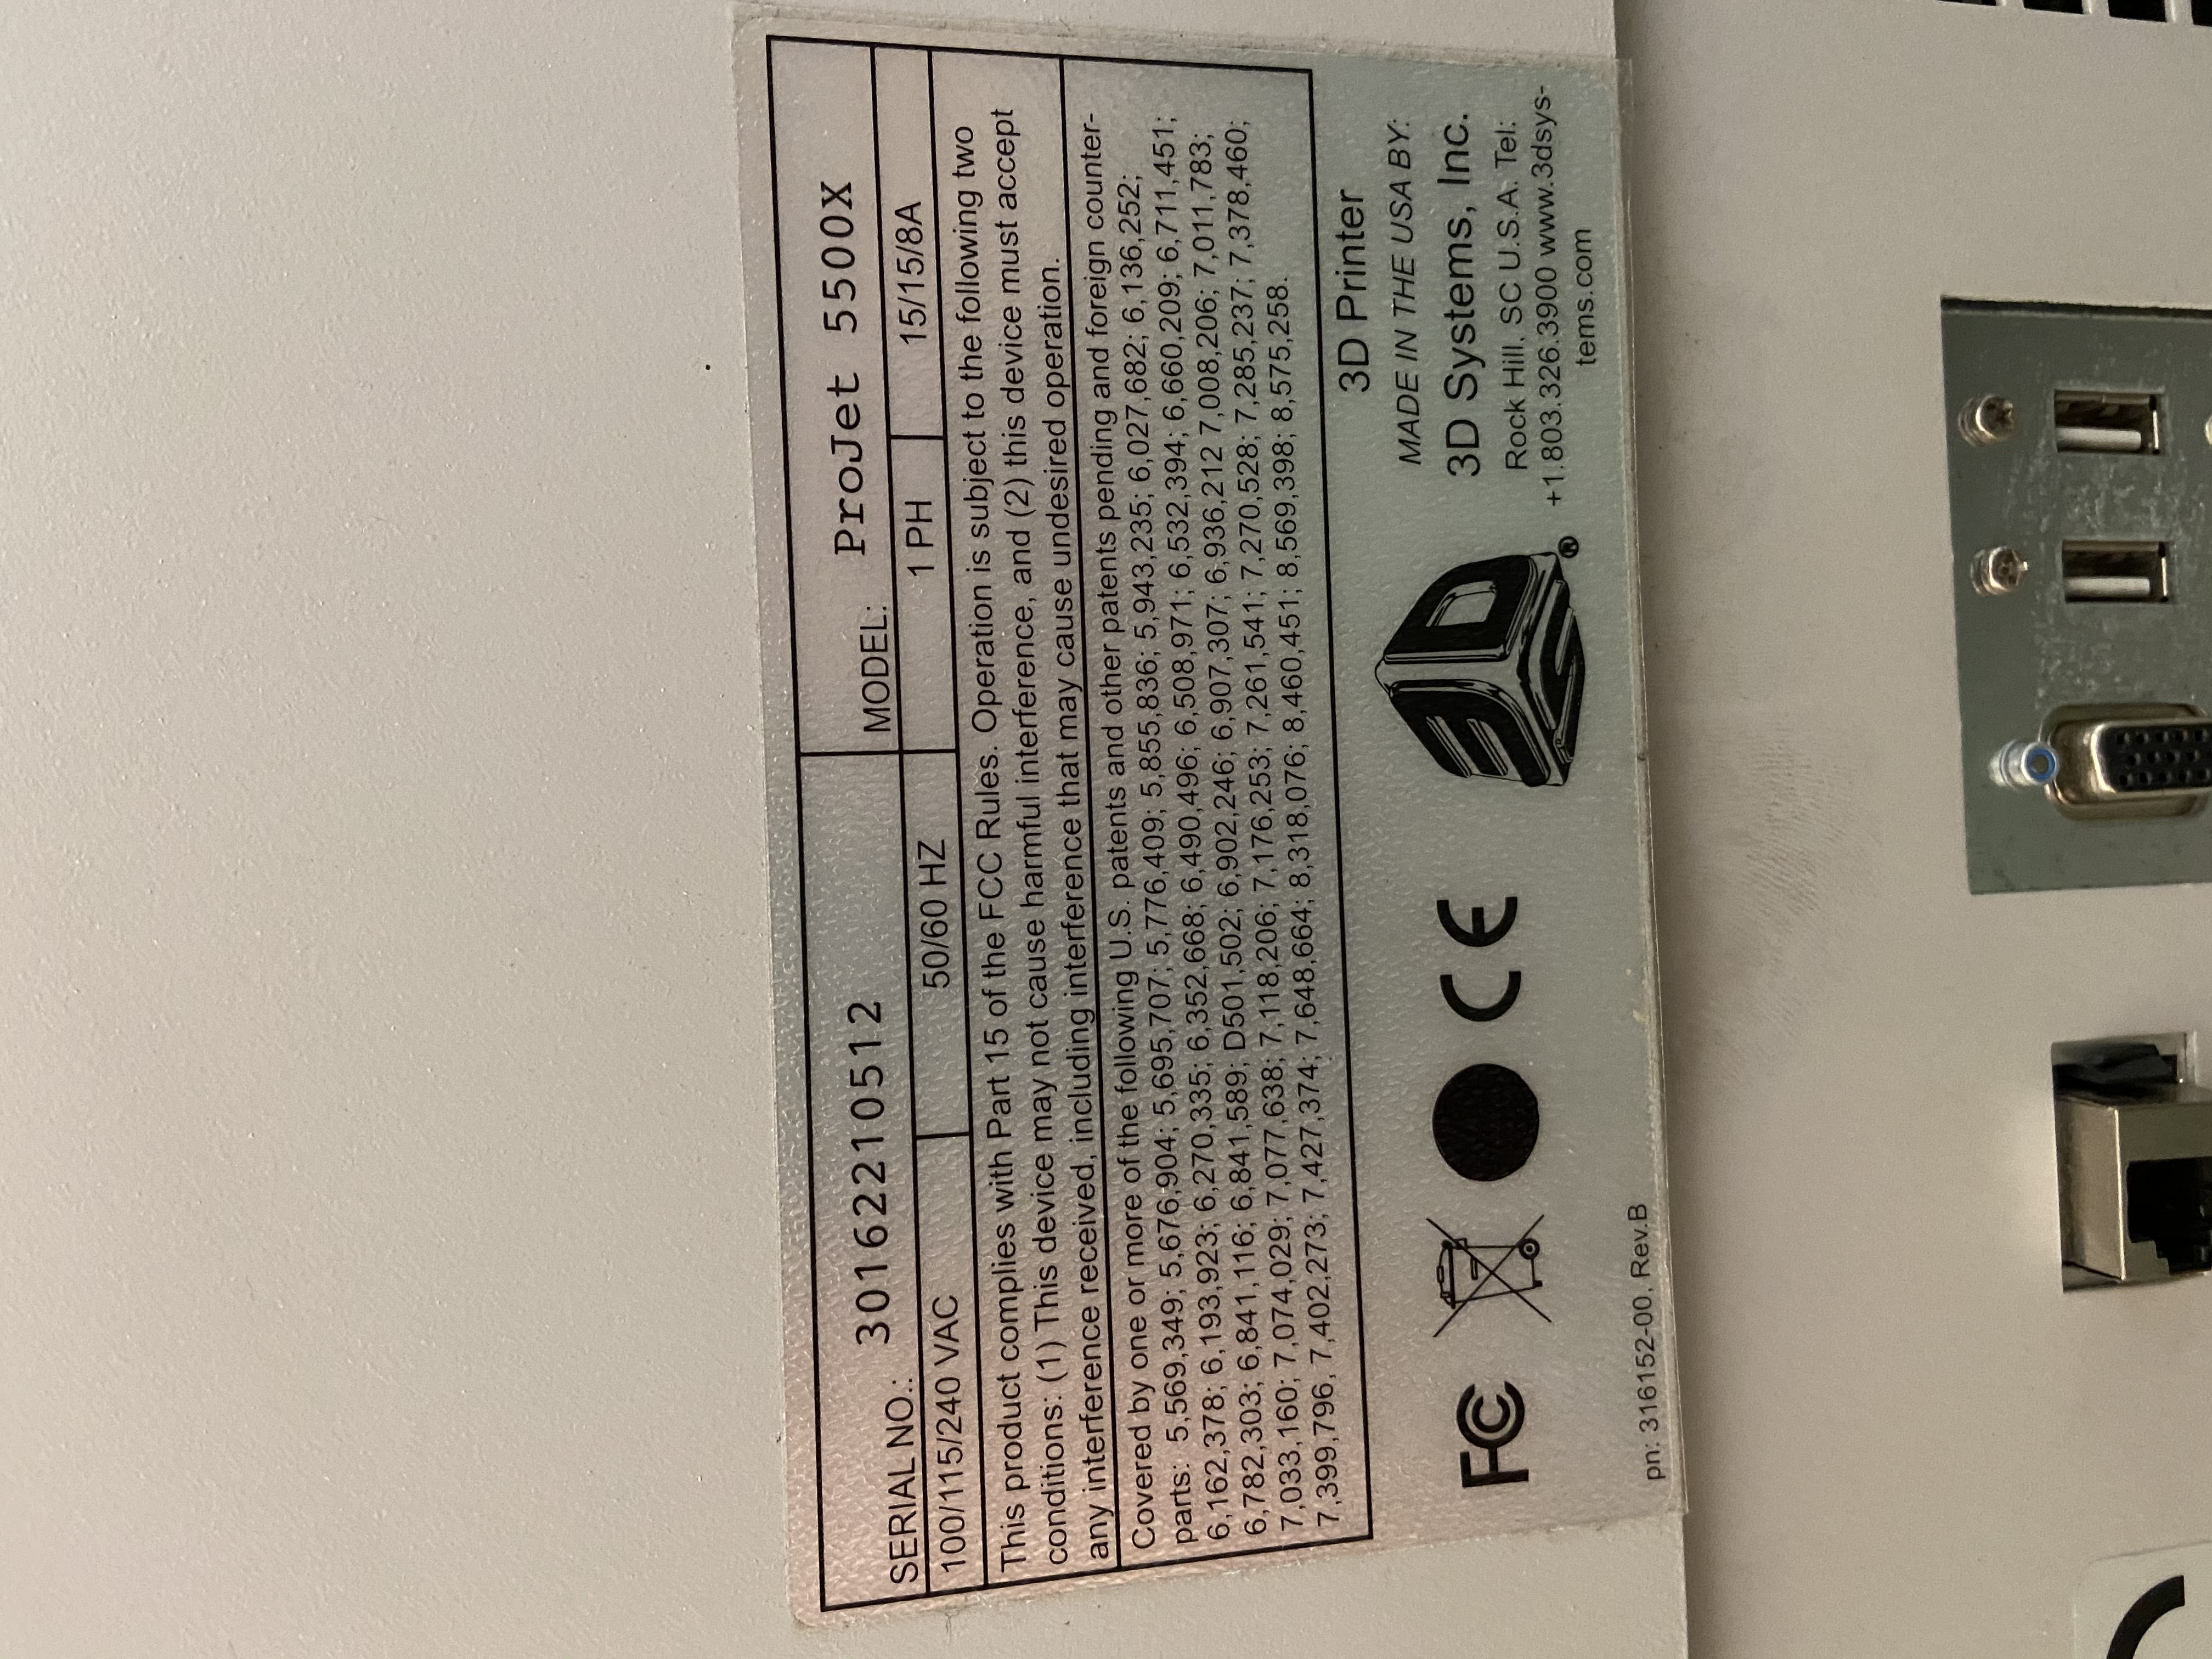 SERIAL NO.: 3016221​0512 MODEL: ProJet 5500X
100/115/240 VAC 50/60 HZ 1 PH 15/15/8A
This product complies with Part 15 of the FCC Rules. Operation is subject to the following two
conditions: (1) This device may not cause harmful interference, and (2) this device must accept
any interference received, including interference that may cause undesired operation.
Covered by one or more of the following U.S. patents and other patents pending and foreign counter-
parts: 5,569,349; 5,676,904; 5,695,707; 5,776,409; 5,855,836; 5,943,235; 6,027,682; 6,136,252;
6,162,378; 6,193,923; 6,270,335; 6,352,668; 6,490,496; 6,508,971; 6,532,394; 6,660,209; 6,711,451;
6,782,303; 6,841,116; 6,841,589; D501,502; 6,902,246; 6,907,307; 6,936,212 7,008,206; 7,011,783;
7,033,160; 7,074,029; 7,077,638; 7,118,206; 7,176,253; 7,261,541; 7,270,528; 7,285,237; 7,378,460;
7,399,796, 7,402,273; 7,427,374; 7,648,664; 8,318,076; 8,460,451; 8,569,398; 8,575,258.
3D Printer
MADE IN THE USA BY:
3D Systems, Inc.
Rock Hill, SC U.S.A. Tel:
+1.803.326.3900 www.3dsys-
tems.com
FC CE 3DS ®
pn: 316152-00, Rev.B